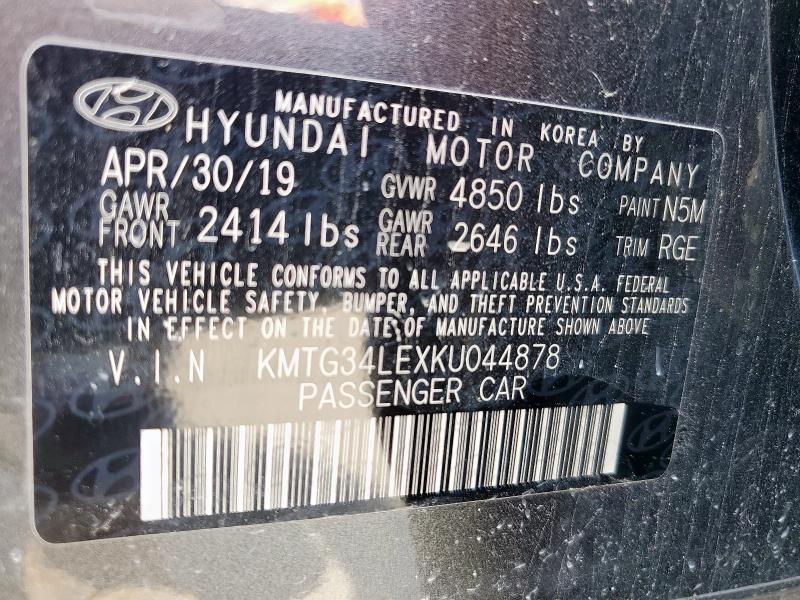 MANUFACTURED IN KOREA BY
HYUNDAI MOTOR COMPANY
APR/30/19 GVWR 4850 lbs PAINT N5M
GAWR FRONT 2414 lbs GAWR REAR 2646 lbs TRIM RGE
THIS VEHICLE CONFORMS TO ALL APPLICABLE U.S.A. FEDERAL
MOTOR VEHICLE SAFETY, BUMPER, AND THEFT PREVENTION STANDARDS
IN EFFECT ON THE DATE OF MANUFACTURE SHOWN ABOVE
V.I.N KMTG34LEXKU044878
PASSENGER CAR